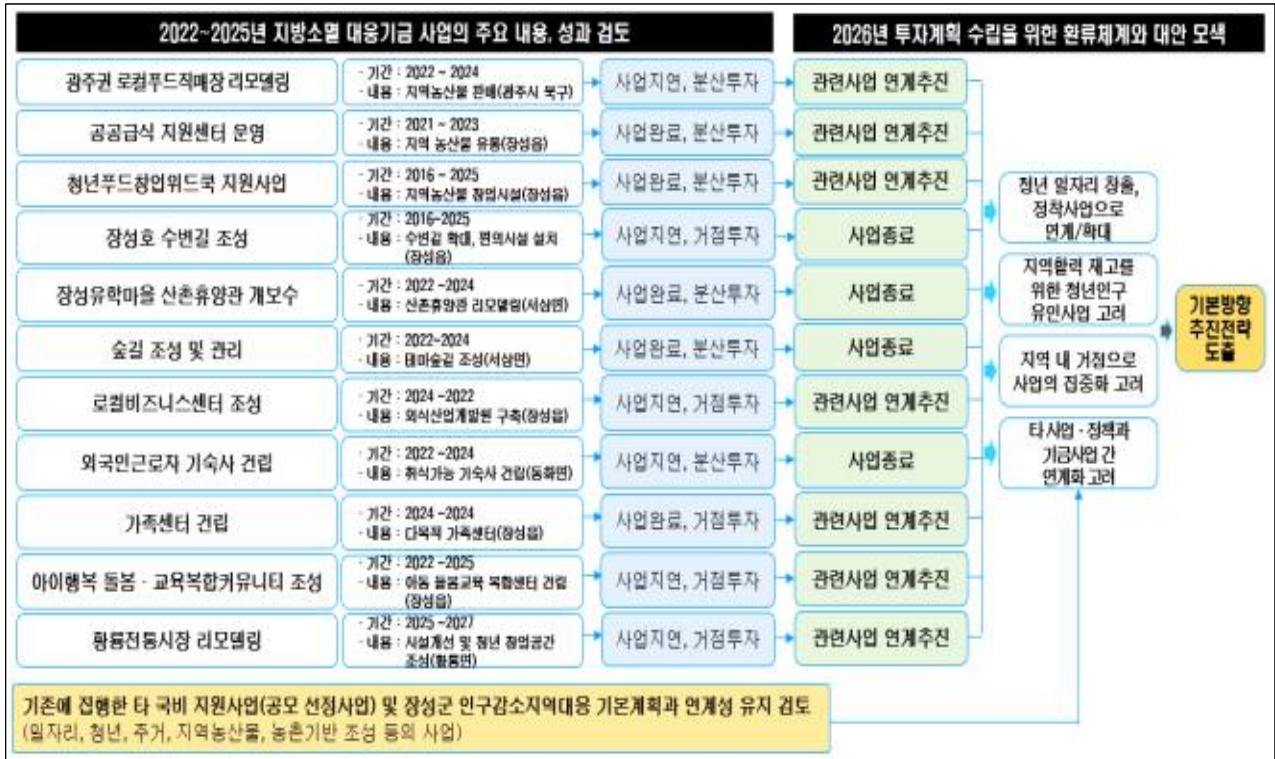 2022~2025년 지방소멸 대응기금 사업의 주요 내용, 성과 검토
2026년 투자계획 수립을 위한 환류체계와 대안 모색
광주권 로컬푸드직매장 리모델링
· 기간 : 2022 ~ 2024
- 내용 : 지역농산물 판매(광주시 북구)
사업지연, 분산투자
관련사업 연계추진
공공급식 지원센터 운영
· 기간 : 2021 ~ 2023
- 내용 : 지역 농산물 유통(장성읍)
사업완료, 분산투자
관련사업 연계추진
청년푸드창업위드쿡 지원사업
· 기간 : 2016 ~ 2025
- 내용 : 지역농산물 창업시설(장성읍)
사업완료, 분산투자
관련사업 연계추진
장성호 수변길 조성
· 기간 : 2016~2025
- 내용 : 수변길 확대, 편의시설 설치
(장성읍)
사업지연, 거점투자
사업종료
장성유학마을 산촌휴양관 개보수
· 기간 : 2022 ~2024
- 내용 : 산촌휴양관 리모델링(서삼면)
사업완료, 분산투자
사업종료
숲길 조성 및 관리
· 기간 : 2022~2024
- 내용 : 테마숲길 조성(서삼면)
사업완료, 분산투자
사업종료
로컬비즈니스센터 조성
· 기간 : 2024 ~2022
- 내용 : 외식산업개발원 구축(장성읍)
사업지연, 거점투자
관련사업 연계추진
외국인근로자 기숙사 건립
· 기간 : 2022 ~2024
- 내용 : 취식가능 기숙사 건립(동화면)
사업지연, 분산투자
사업종료
가족센터 건립
· 기간 : 2024 ~2024
- 내용 : 다목적 가족센터(장성읍)
사업완료, 거점투자
관련사업 연계추진
아이행복 돌봄 · 교육복합커뮤니티 조성
· 기간 : 2022 ~2025
- 내용 : 아동 돌봄교육 복합센터 건립
(장성읍)
사업지연, 거점투자
관련사업 연계추진
황룡전통시장 리모델링
· 기간 : 2025 ~2027
- 내용 : 시설개선 및 청년 창업공간
조성(황룡면)
사업지연, 거점투자
관련사업 연계추진
청년 일자리 창출,
정착사업으로
연계/확대
지역활력 재고를
위한 청년인구
유인사업 고려
지역 내 거점으로
사업의 집중화 고려
타 사업 · 정책과
기금사업 간
연계화 고려
기본방향
추진전략
도출
기존에 집행한 타 국비 지원사업(공모 선정사업) 및 장성군 인구감소지역대응 기본계획과 연계성 유지 검토
(일자리, 청년, 주거, 지역농산물, 농촌기반 조성 등의 사업)